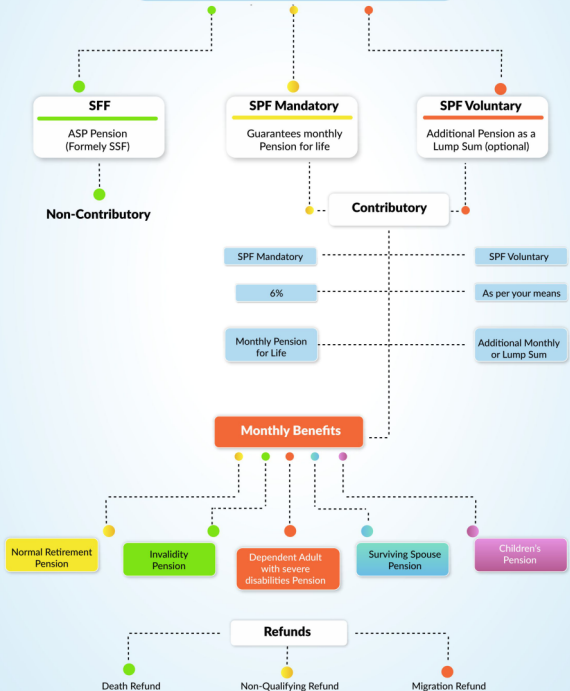 SFF
ASP Pension
(Formely SSF)
SPF Mandatory
Guarantees monthly
Pension for life
SPF Voluntary
Additional Pension as a
Lump Sum (optional)
Non-Contributory
Contributory
SPF Mandatory
SPF Voluntary
6%
As per your means
Monthly Pension
for Life
Additional Monthly
or Lump Sum
Monthly Benefits
Normal Retirement
Pension
Invalidity
Pension
Dependent Adult
with severe
disabilities Pension
Surviving Spouse
Pension
Children's
Pension
Refunds
Death Refund
Non-Qualifying Refund
Migration Refund